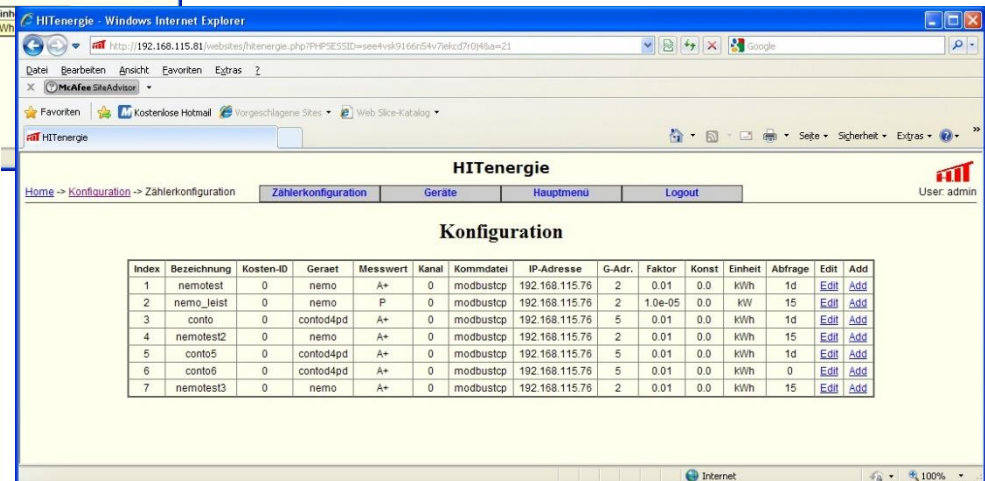 inh
Wh
HITenergie - Windows Internet Explorer
http://192.168.115.81/websites/hitenergie.php?PHPSESSID=see4vsk9166n54v7lekcd7r0j4&a=21
Google
Datei Bearbeiten Ansicht Favoriten Extras ?
X McAfee SiteAdvisor
Favoriten Kostenlose Hotmail Vorgeschlagene Sites Web Slice-Katalog
HITenergie
Seite Sicherheit Extras »
HITenergie
HIT
Home -> Konfiguration -> Zählerkonfiguration Zählerkonfiguration Geräte Hauptmenü Logout User: admin
Konfiguration
Index Bezeichnung Kosten-ID Geraet Messwert Kanal Kommdatei IP-Adresse G-Adr. Faktor Konst Einheit Abfrage Edit Add
1 nemotest 0 nemo A+ 0 modbustcp 192.168.115.76 2 0.01 0.0 kWh 1d Edit Add
2 nemo_leist 0 nemo P 0 modbustcp 192.168.115.76 2 1.0e-05 0.0 kW 15 Edit Add
3 conto 0 contod4pd A+ 0 modbustcp 192.168.115.76 5 0.01 0.0 kWh 1d Edit Add
4 nemotest2 0 nemo A+ 0 modbustcp 192.168.115.76 2 0.01 0.0 kWh 15 Edit Add
5 conto5 0 contod4pd A+ 0 modbustcp 192.168.115.76 5 0.01 0.0 kWh 1d Edit Add
6 conto6 0 contod4pd A+ 0 modbustcp 192.168.115.76 5 0.01 0.0 kWh 0 Edit Add
7 nemotest3 0 nemo A+ 0 modbustcp 192.168.115.76 2 0.01 0.0 kWh 15 Edit Add
Internet 100%